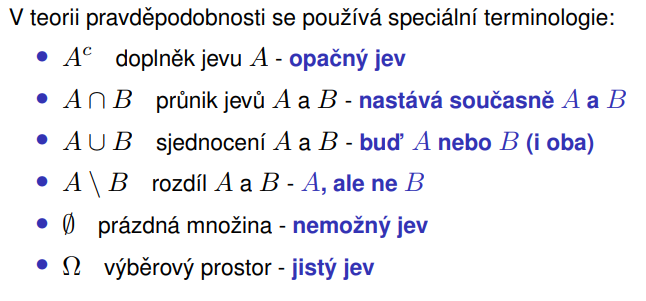 V teorii pravděpodobnosti se používá speciální terminologie:
• Aᶜ doplněk jevu A - opačný jev
• A ∩ B průnik jevů A a B - nastává současně A a B
• A ∪ B sjednocení A a B - buď A nebo B (i oba)
• A \ B rozdíl A a B - A, ale ne B
• ∅ prázdná množina - nemožný jev
• Ω výběrový prostor - jistý jev